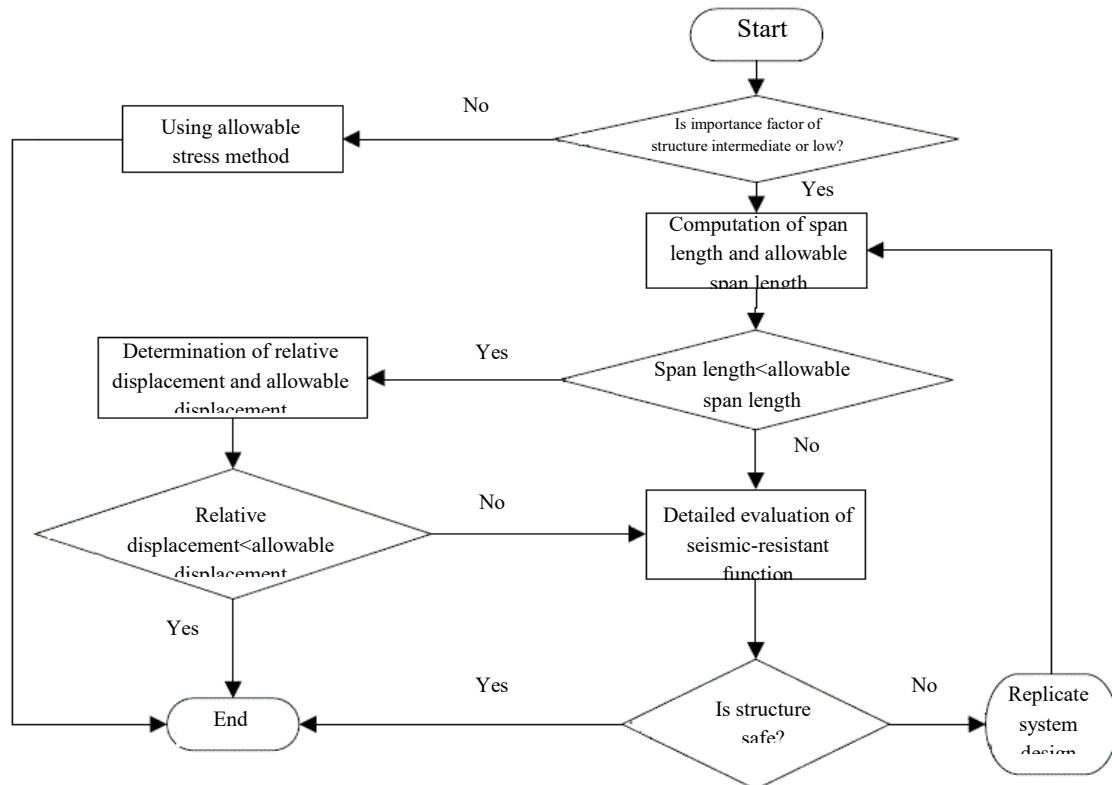 Start
No
Is importance factor of
structure intermediate or low?
Using allowable
stress method
Yes
Computation of span
length and allowable
span length
Yes
Determination of relative
displacement and allowable
displacement
Span length<allowable
span length
No
No
Relative
displacement<allowable
displacement
Detailed evaluation of
seismic-resistant
function
Yes
Yes
No
End
Is structure
safe?
Replicate
system
design